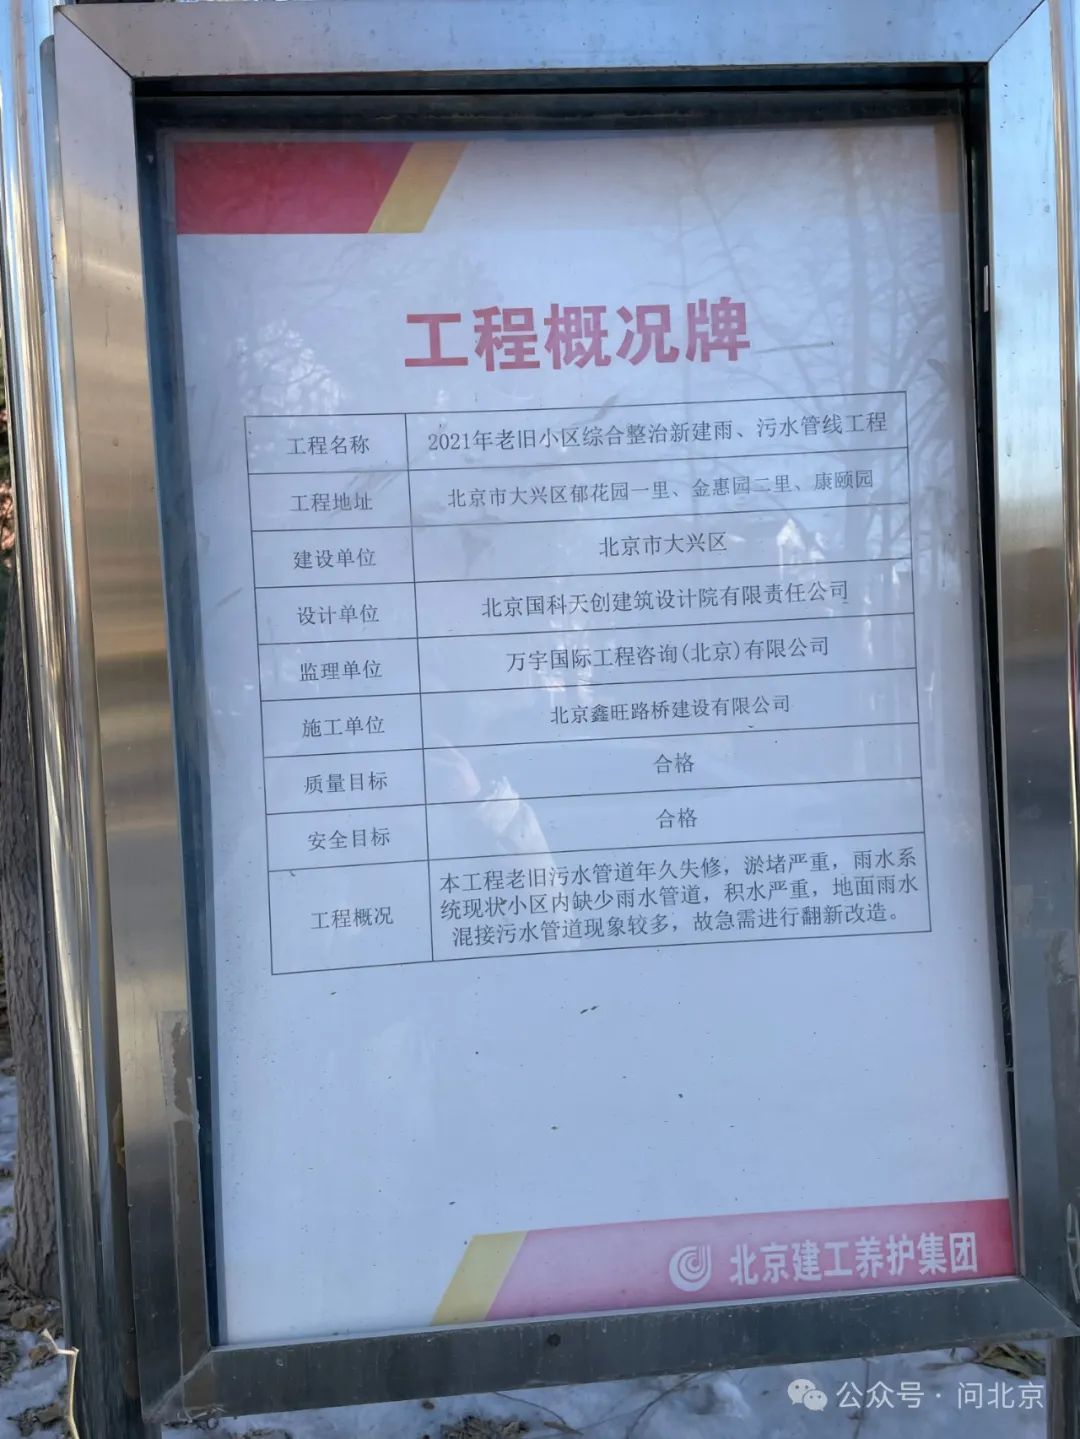 工程概况牌
工程名称 2021年老旧小区综合整治新建雨、污水管线工程
工程地址 北京市大兴区郁花园一里、金惠园二里、康颐园
建设单位 北京市大兴区
设计单位 北京国科天创建筑设计院有限责任公司
监理单位 万宇国际工程咨询(北京)有限公司
施工单位 北京鑫旺路桥建设有限公司
质量目标 合格
安全目标 合格
工程概况 本工程老旧污水管道年久失修，淤堵严重，雨水系
统现状小区内缺少雨水管道，积水严重，地面雨水
混接污水管道现象较多，故急需进行翻新改造。
北京建工养护集团
公众号·问北京